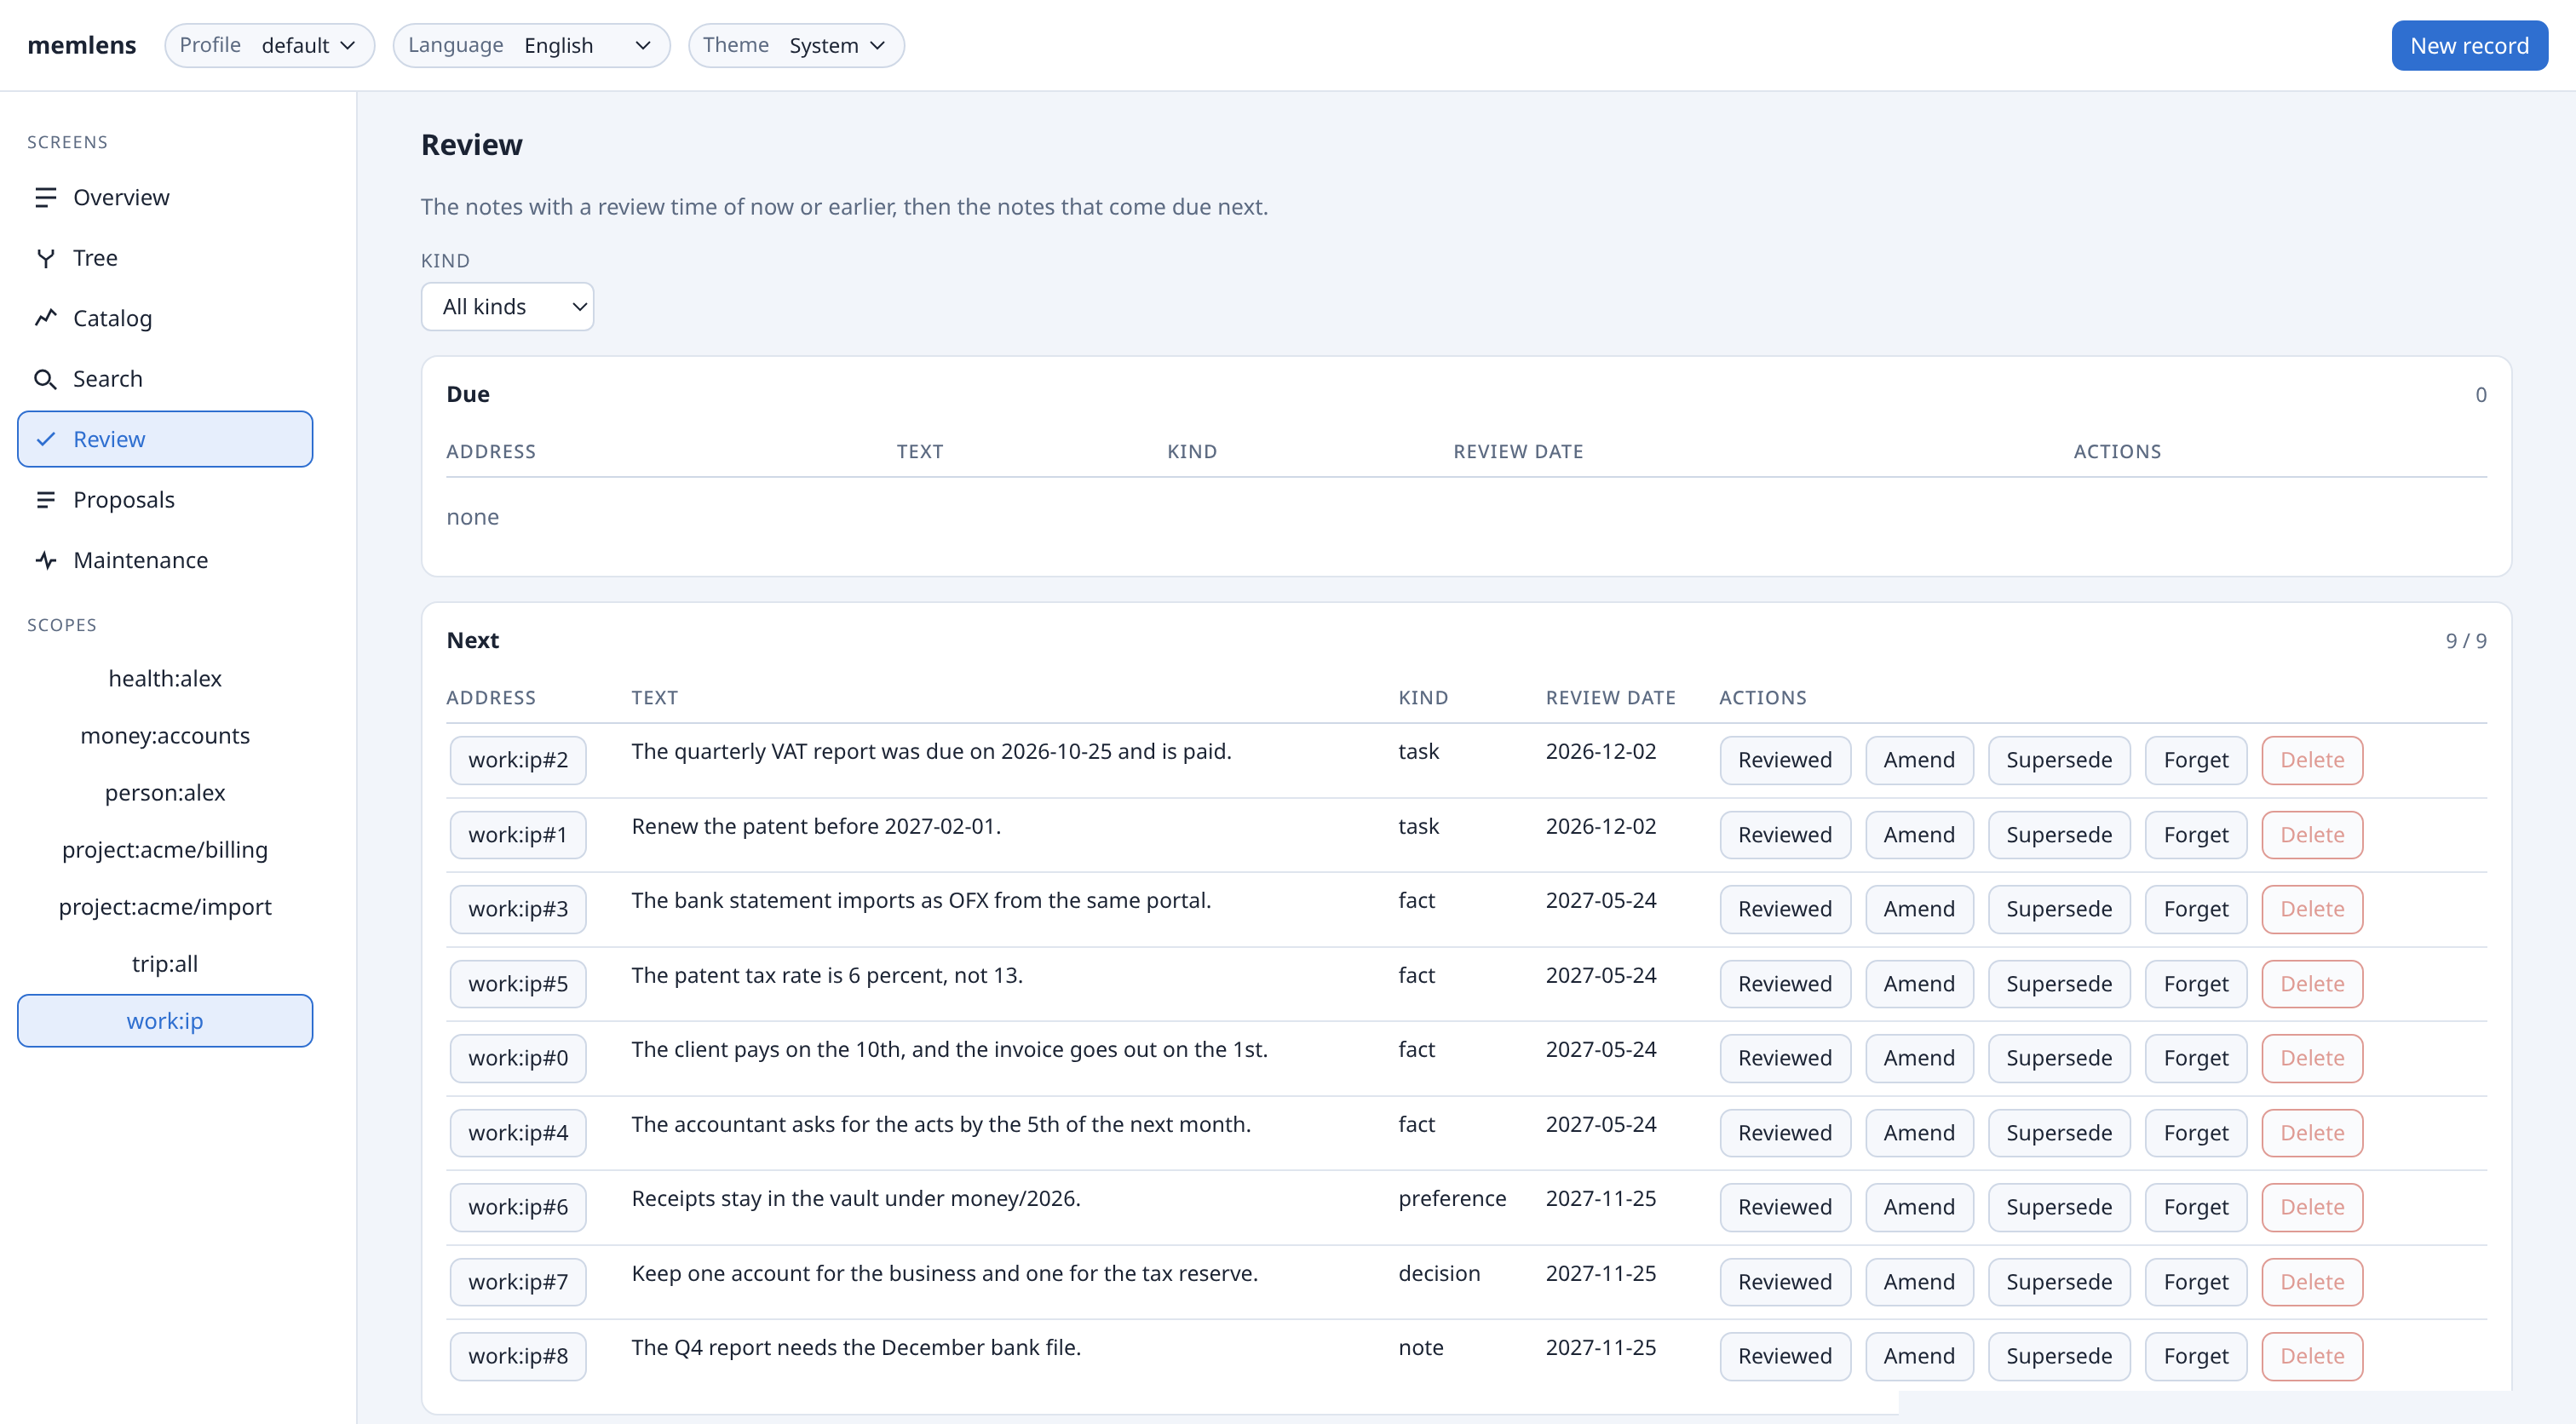 memlens Profile default Language English Theme System New record
SCREENS
Overview
Tree
Catalog
Search
Review
Proposals
Maintenance
SCOPES
health:alex
money:accounts
person:alex
project:acme/billing
project:acme/import
trip:all
work:ip
Review
The notes with a review time of now or earlier, then the notes that come due next.
KIND
All kinds
Due 0
ADDRESS TEXT KIND REVIEW DATE ACTIONS
none
Next 9 / 9
ADDRESS TEXT KIND REVIEW DATE ACTIONS
work:ip#2 The quarterly VAT report was due on 2026-10-25 and is paid. task 2026-12-02 Reviewed Amend Supersede Forget Delete
work:ip#1 Renew the patent before 2027-02-01. task 2026-12-02 Reviewed Amend Supersede Forget Delete
work:ip#3 The bank statement imports as OFX from the same portal. fact 2027-05-24 Reviewed Amend Supersede Forget Delete
work:ip#5 The patent tax rate is 6 percent, not 13. fact 2027-05-24 Reviewed Amend Supersede Forget Delete
work:ip#0 The client pays on the 10th, and the invoice goes out on the 1st. fact 2027-05-24 Reviewed Amend Supersede Forget Delete
work:ip#4 The accountant asks for the acts by the 5th of the next month. fact 2027-05-24 Reviewed Amend Supersede Forget Delete
work:ip#6 Receipts stay in the vault under money/2026. preference 2027-11-25 Reviewed Amend Supersede Forget Delete
work:ip#7 Keep one account for the business and one for the tax reserve. decision 2027-11-25 Reviewed Amend Supersede Forget Delete
work:ip#8 The Q4 report needs the December bank file. note 2027-11-25 Reviewed Amend Supersede Forget Delete